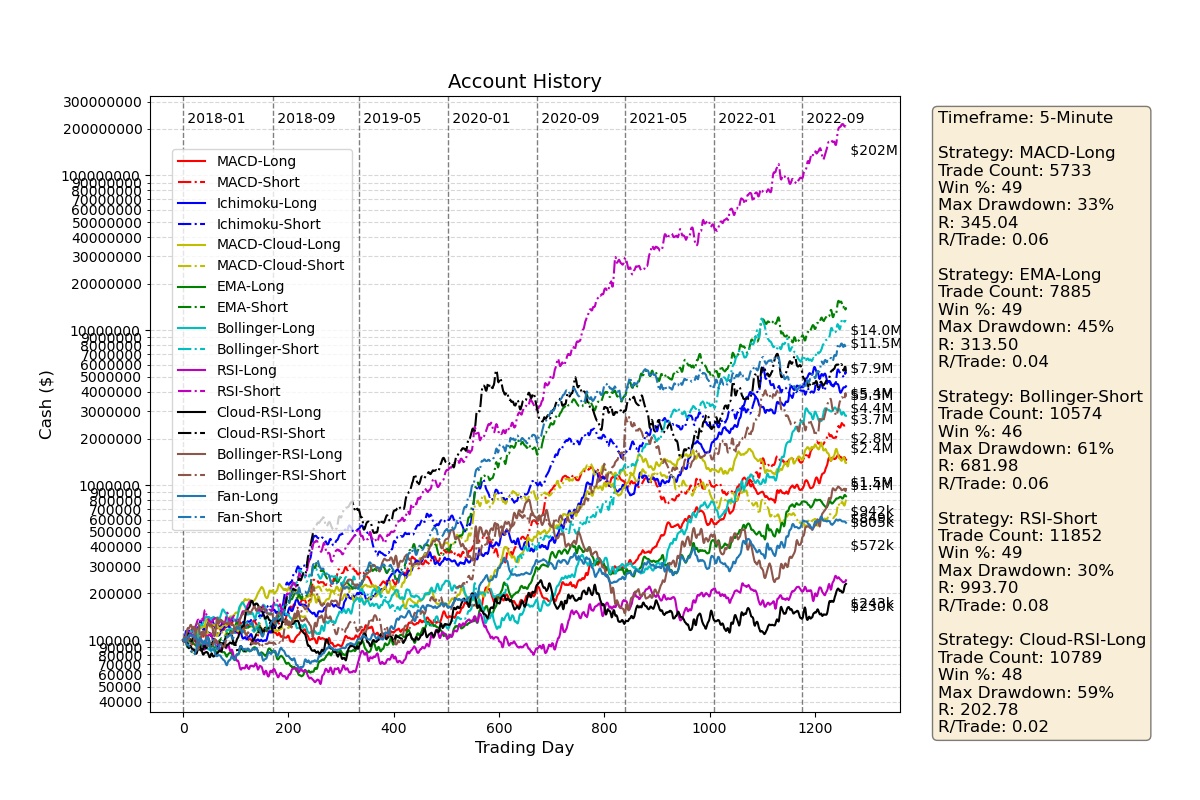 Account History
Cash ($)
300000000
200000000
100000000
90000000
80000000
70000000
60000000
50000000
40000000
30000000
20000000
10000000
9000000
8000000
7000000
6000000
5000000
4000000
3000000
2000000
1000000
900000
800000
700000
600000
500000
400000
300000
200000
100000
90000
80000
70000
60000
50000
40000
2018-01
2018-09
2019-05
2020-01
2020-09
2021-05
2022-01
2022-09
MACD-Long
MACD-Short
Ichimoku-Long
Ichimoku-Short
MACD-Cloud-Long
MACD-Cloud-Short
EMA-Long
EMA-Short
Bollinger-Long
Bollinger-Short
RSI-Long
RSI-Short
Cloud-RSI-Long
Cloud-RSI-Short
Bollinger-RSI-Long
Bollinger-RSI-Short
Fan-Long
Fan-Short
$202M
$14.0M
$11.5M
$7.9M
$5.4M
$4.4M
$3.7M
$2.8M
$2.4M
$1.5M
$1.4M
$942k
$572k
$243k
0
200
400
600
800
1000
1200
Trading Day
Timeframe: 5-Minute
Strategy: MACD-Long
Trade Count: 5733
Win %: 49
Max Drawdown: 33%
R: 345.04
R/Trade: 0.06
Strategy: EMA-Long
Trade Count: 7885
Win %: 49
Max Drawdown: 45%
R: 313.50
R/Trade: 0.04
Strategy: Bollinger-Short
Trade Count: 10574
Win %: 46
Max Drawdown: 61%
R: 681.98
R/Trade: 0.06
Strategy: RSI-Short
Trade Count: 11852
Win %: 49
Max Drawdown: 30%
R: 993.70
R/Trade: 0.08
Strategy: Cloud-RSI-Long
Trade Count: 10789
Win %: 48
Max Drawdown: 59%
R: 202.78
R/Trade: 0.02